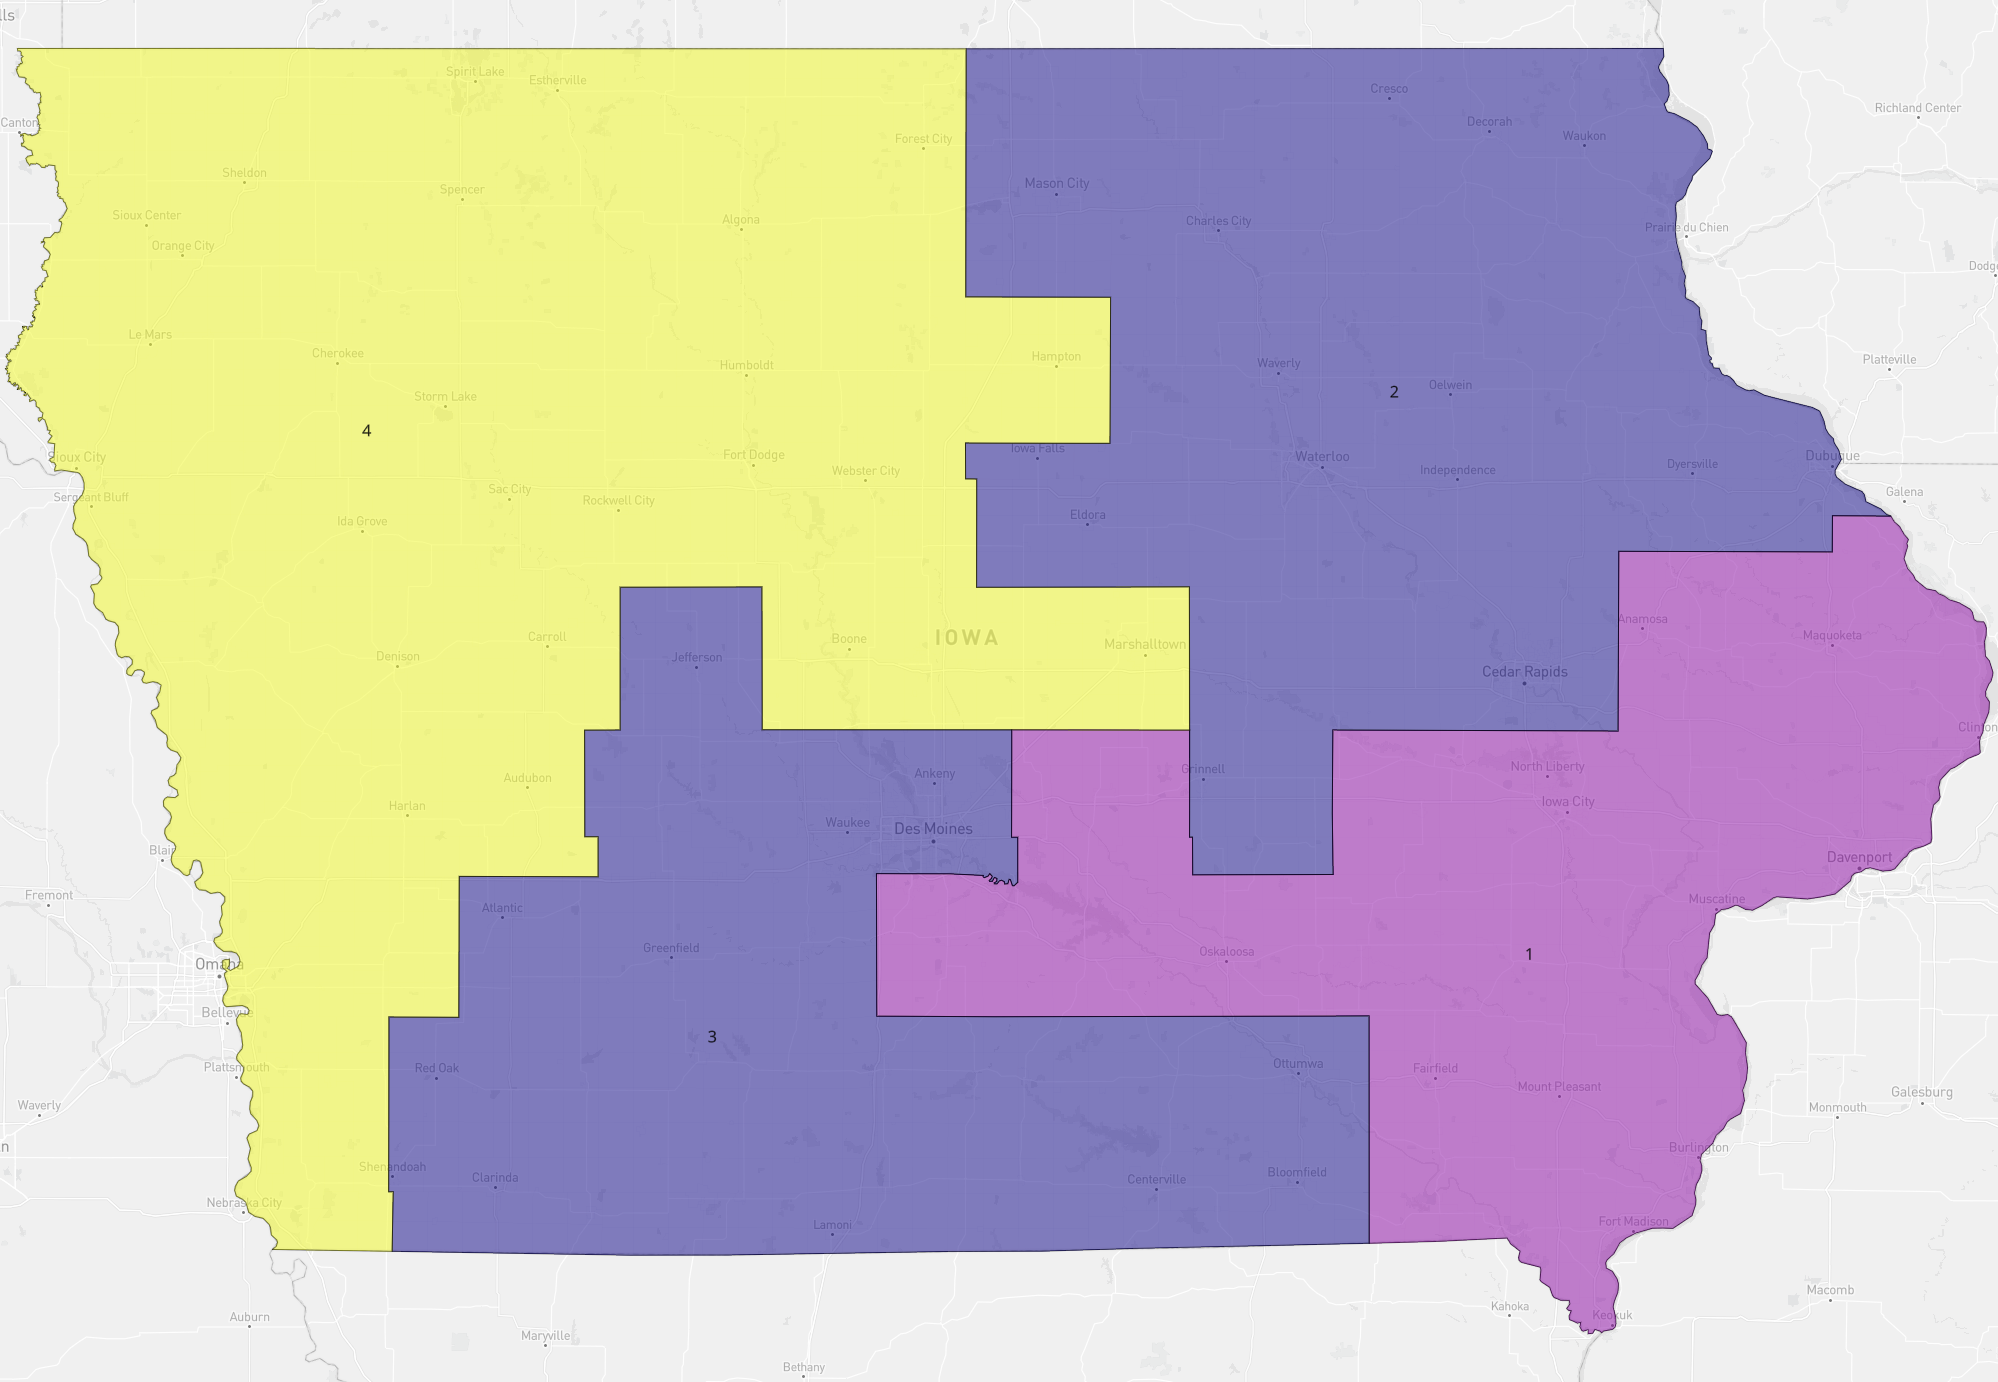 lls
Spirit Lake
Estherville
Cresco
Richland Center
Canton
Decorah
Waukon
Forest City
Sheldon
Spencer
Mason City
Sioux Center
Algona
Charles City
Prairie du Chien
Orange City
Dodg
Le Mars
Cherokee
Humboldt
Hampton
Waverly
Platteville
Storm Lake
Oelwein
2
4
Sioux City
Fort Dodge
Webster City
Iowa Falls
Waterloo
Independence
Dyersville
Dubuque
Sergeant Bluff
Sac City
Rockwell City
Galena
Ida Grove
Eldora
Carroll
Boone
IOWA
Marshalltown
Anamosa
Maquoketa
Denison
Jefferson
Cedar Rapids
Clinton
Audubon
Ankeny
Grinnell
North Liberty
Harlan
Waukee
Des Moines
Iowa City
Blair
Davenport
Fremont
Atlantic
Muscatine
Omaha
Greenfield
Oskaloosa
1
Bellevue
3
Plattsmouth
Red Oak
Ottumwa
Fairfield
Mount Pleasant
Galesburg
Waverly
Monmouth
n
Burlington
Shenandoah
Clarinda
Centerville
Bloomfield
Nebraska City
Lamoni
Fort Madison
Auburn
Maryville
Kahoka
Keokuk
Macomb
Bethany